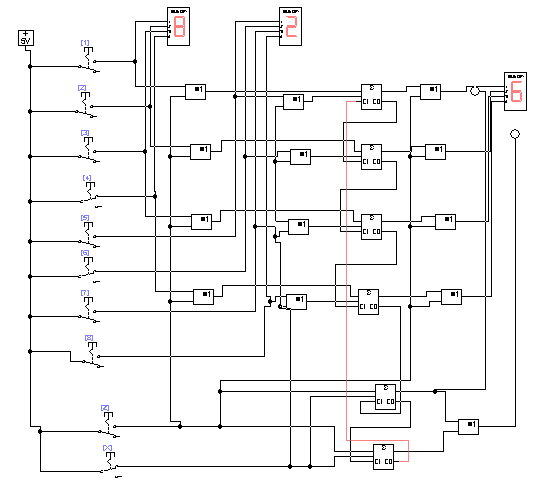 8
2
+
5V
[1]
6
[2]
Σ
=1
=1
=1
CI CO
[3]
Σ
=1
=1
=1
CI CO
[4]
[5]
Σ
=1
=1
=1
CI CO
[6]
[7]
Σ
=1
=1
=1
CI CO
[8]
Σ
CI CO
[Z]
=1
[X]
Σ
CI CO